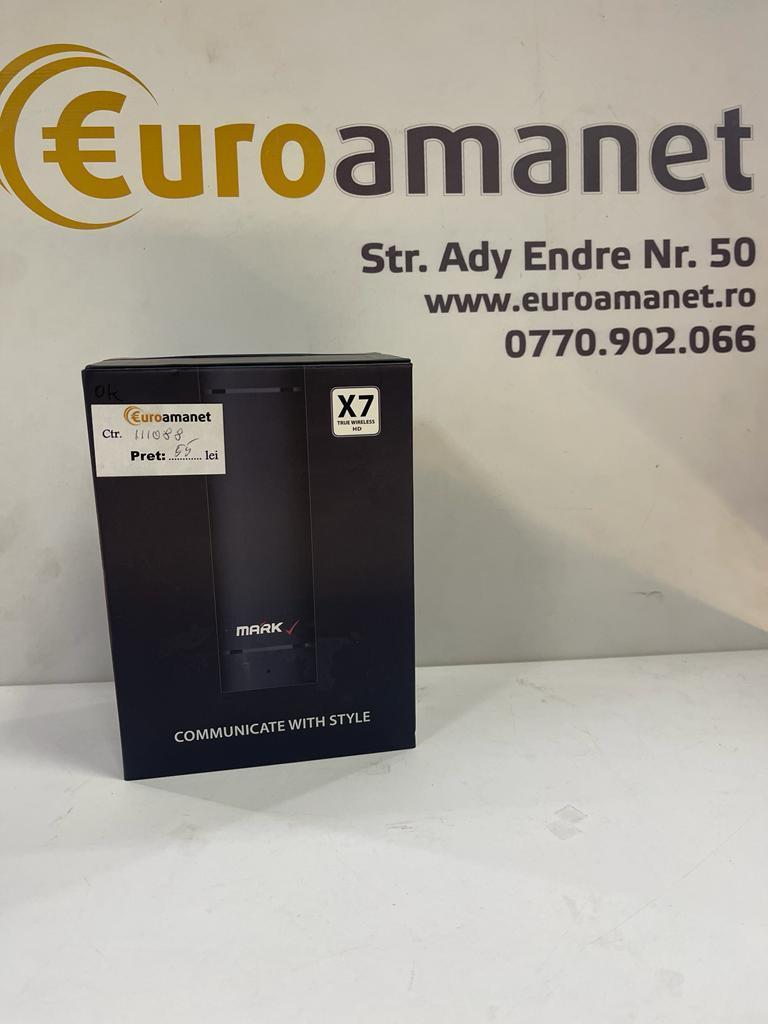 €uroamanet
Str. Ady Endre Nr. 50
www.euroamanet.ro
0770.902.066
OK
€uroamanet
Ctr. 111088
Pret: 55 lei
X7
TRUE WIRELESS
HD
MARK
COMMUNICATE WITH STYLE